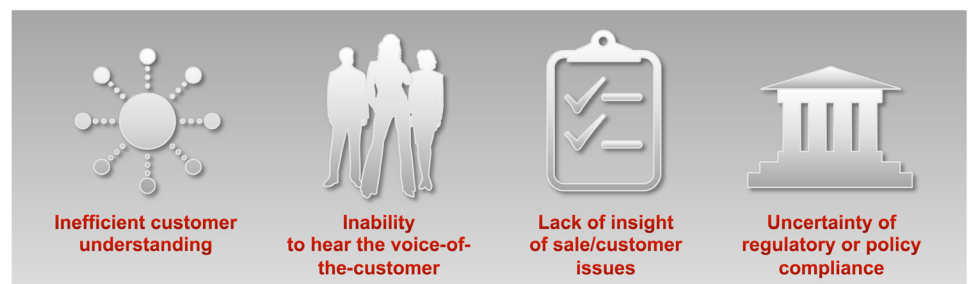 Inefficient customer
understanding
Inability
to hear the voice-of-
the-customer
Lack of insight
of sale/customer
issues
Uncertainty of
regulatory or policy
compliance